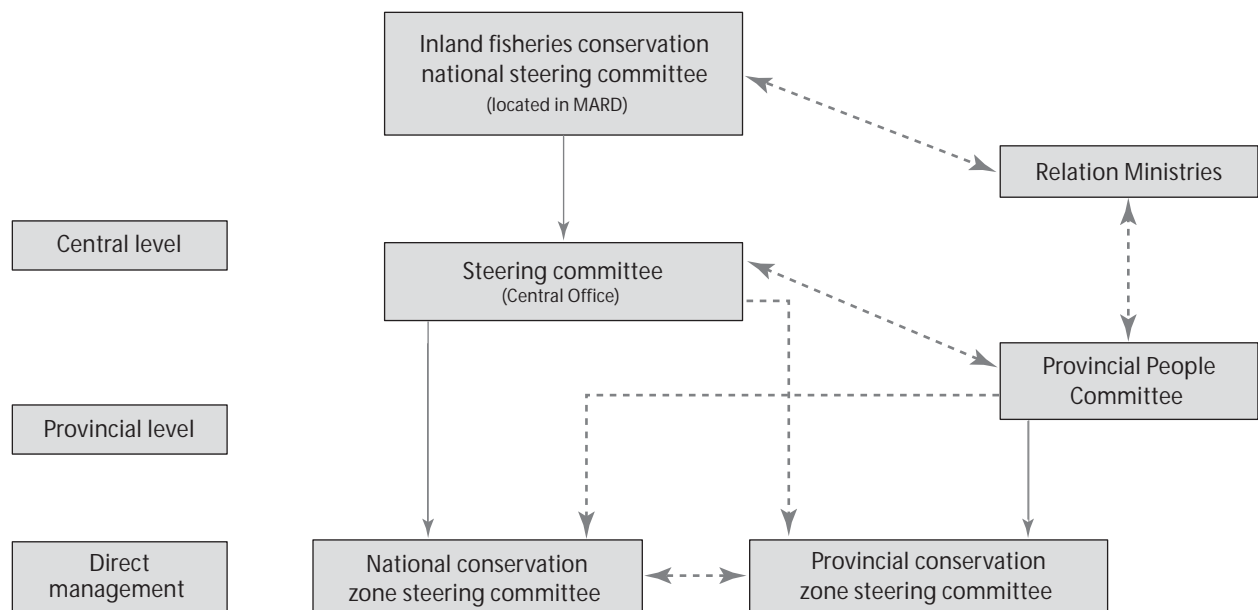 Inland fisheries conservation
national steering committee
(located in MARD)
Relation Ministries
Central level
Steering committee
(Central Office)
Provincial People
Committee
Provincial level
Direct
management
National conservation
zone steering committee
Provincial conservation
zone steering committee